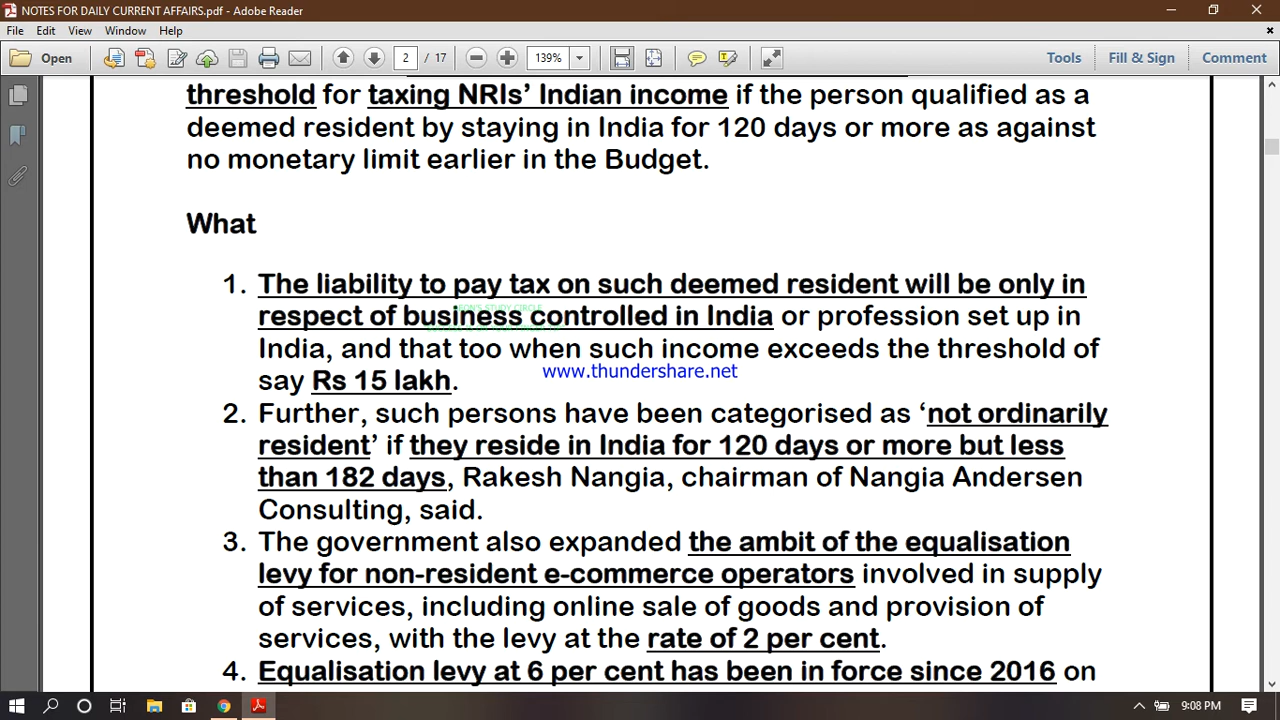 NOTES FOR DAILY CURRENT AFFAIRS.pdf - Adobe Reader
File Edit View Window Help
Open 2 / 17 139% Tools Fill & Sign Comment
threshold for taxing NRIs’ Indian income if the person qualified as a
deemed resident by staying in India for 120 days or more as against
no monetary limit earlier in the Budget.
What
1. The liability to pay tax on such deemed resident will be only in
respect of business controlled in India or profession set up in
India, and that too when such income exceeds the threshold of
say Rs 15 lakh.
www.thundershare.net
2. Further, such persons have been categorised as ‘not ordinarily
resident’ if they reside in India for 120 days or more but less
than 182 days, Rakesh Nangia, chairman of Nangia Andersen
Consulting, said.
3. The government also expanded the ambit of the equalisation
levy for non-resident e-commerce operators involved in supply
of services, including online sale of goods and provision of
services, with the levy at the rate of 2 per cent.
4. Equalisation levy at 6 per cent has been in force since 2016 on
9:08 PM